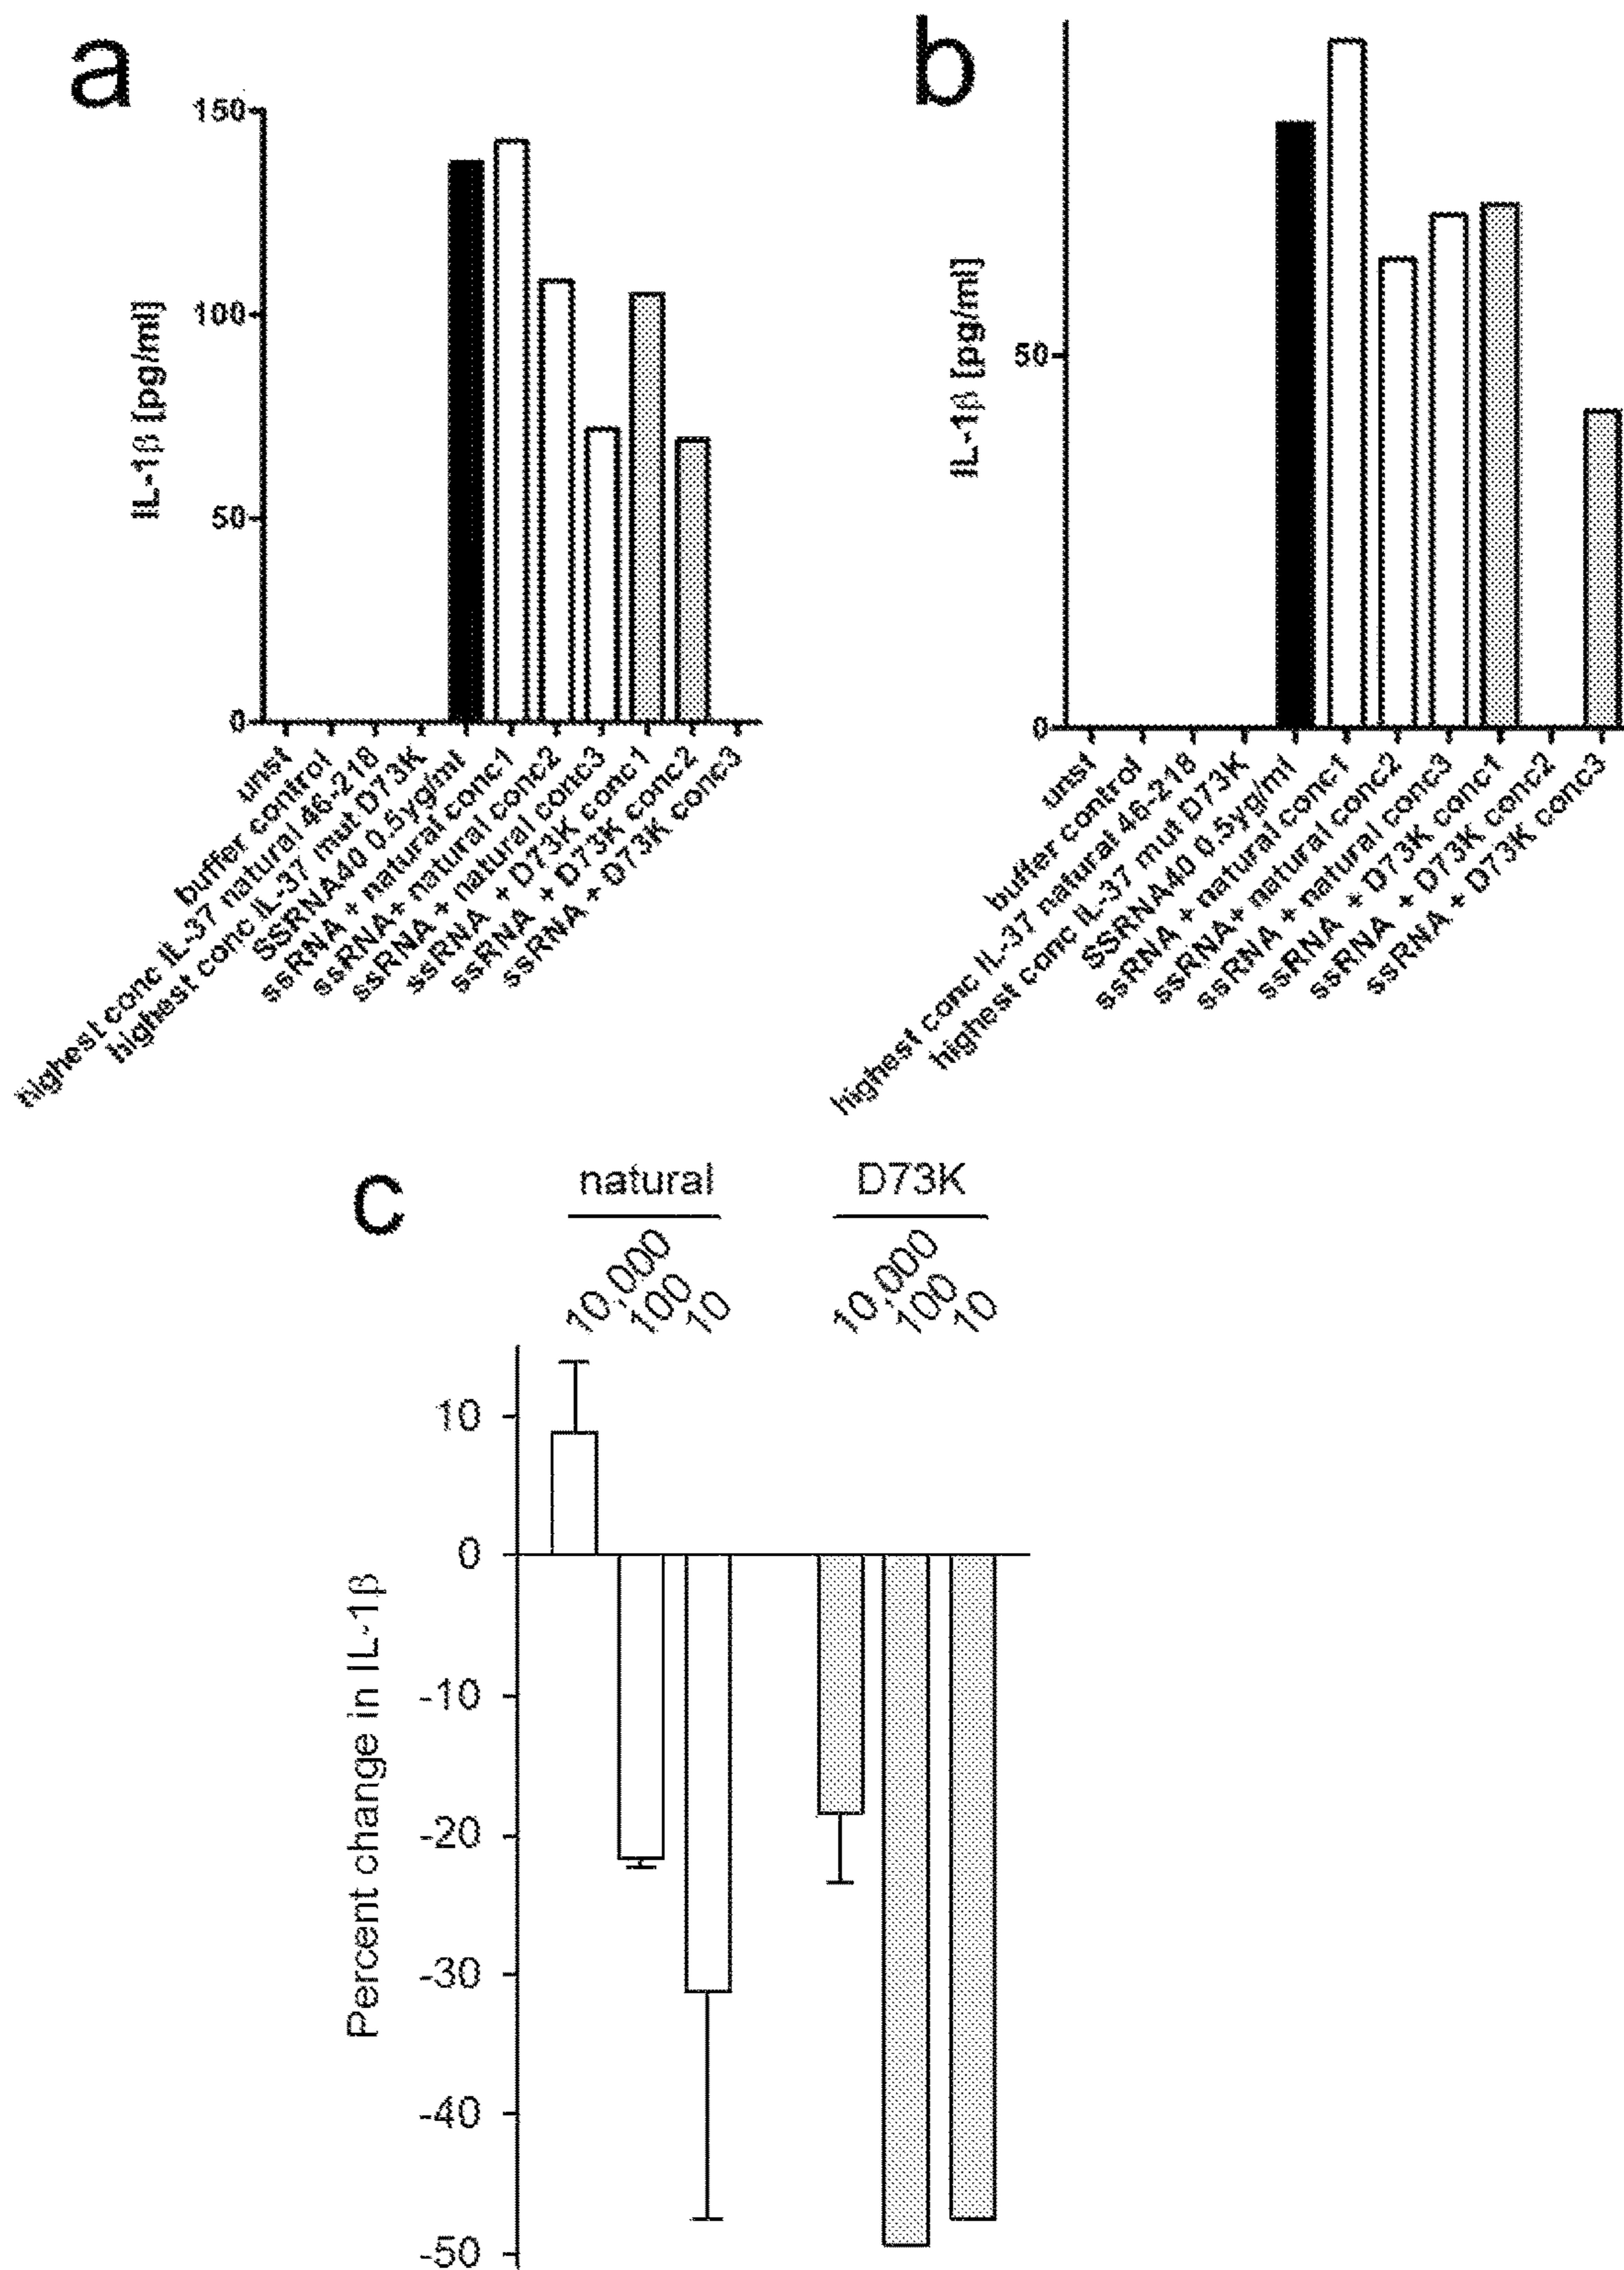 a
150
100
50
0
IL-1β [pg/ml]
unst
buffer control
highest conc IL-37 natural 46-218
highest conc IL-37 mut D73K
SSRNA40 0.5yg/ml
ssRNA + natural conc1
ssRNA+ natural conc2
ssRNA + natural conc3
ssRNA + D73K conc1
ssRNA + D73K conc2
ssRNA + D73K conc3
b
50
0
IL-1β [pg/ml]
unst
buffer control
highest conc IL-37 natural 46-218
highest conc IL-37 mut D73K
SSRNA40 0.5yg/ml
ssRNA + natural conc1
ssRNA+ natural conc2
ssRNA + natural conc3
ssRNA + D73K conc1
ssRNA + D73K conc2
ssRNA + D73K conc3
c
natural
D73K
10,000
100
10
10,000
100
10
10
0
-10
-20
-30
-40
-50
Percent change in IL-1β